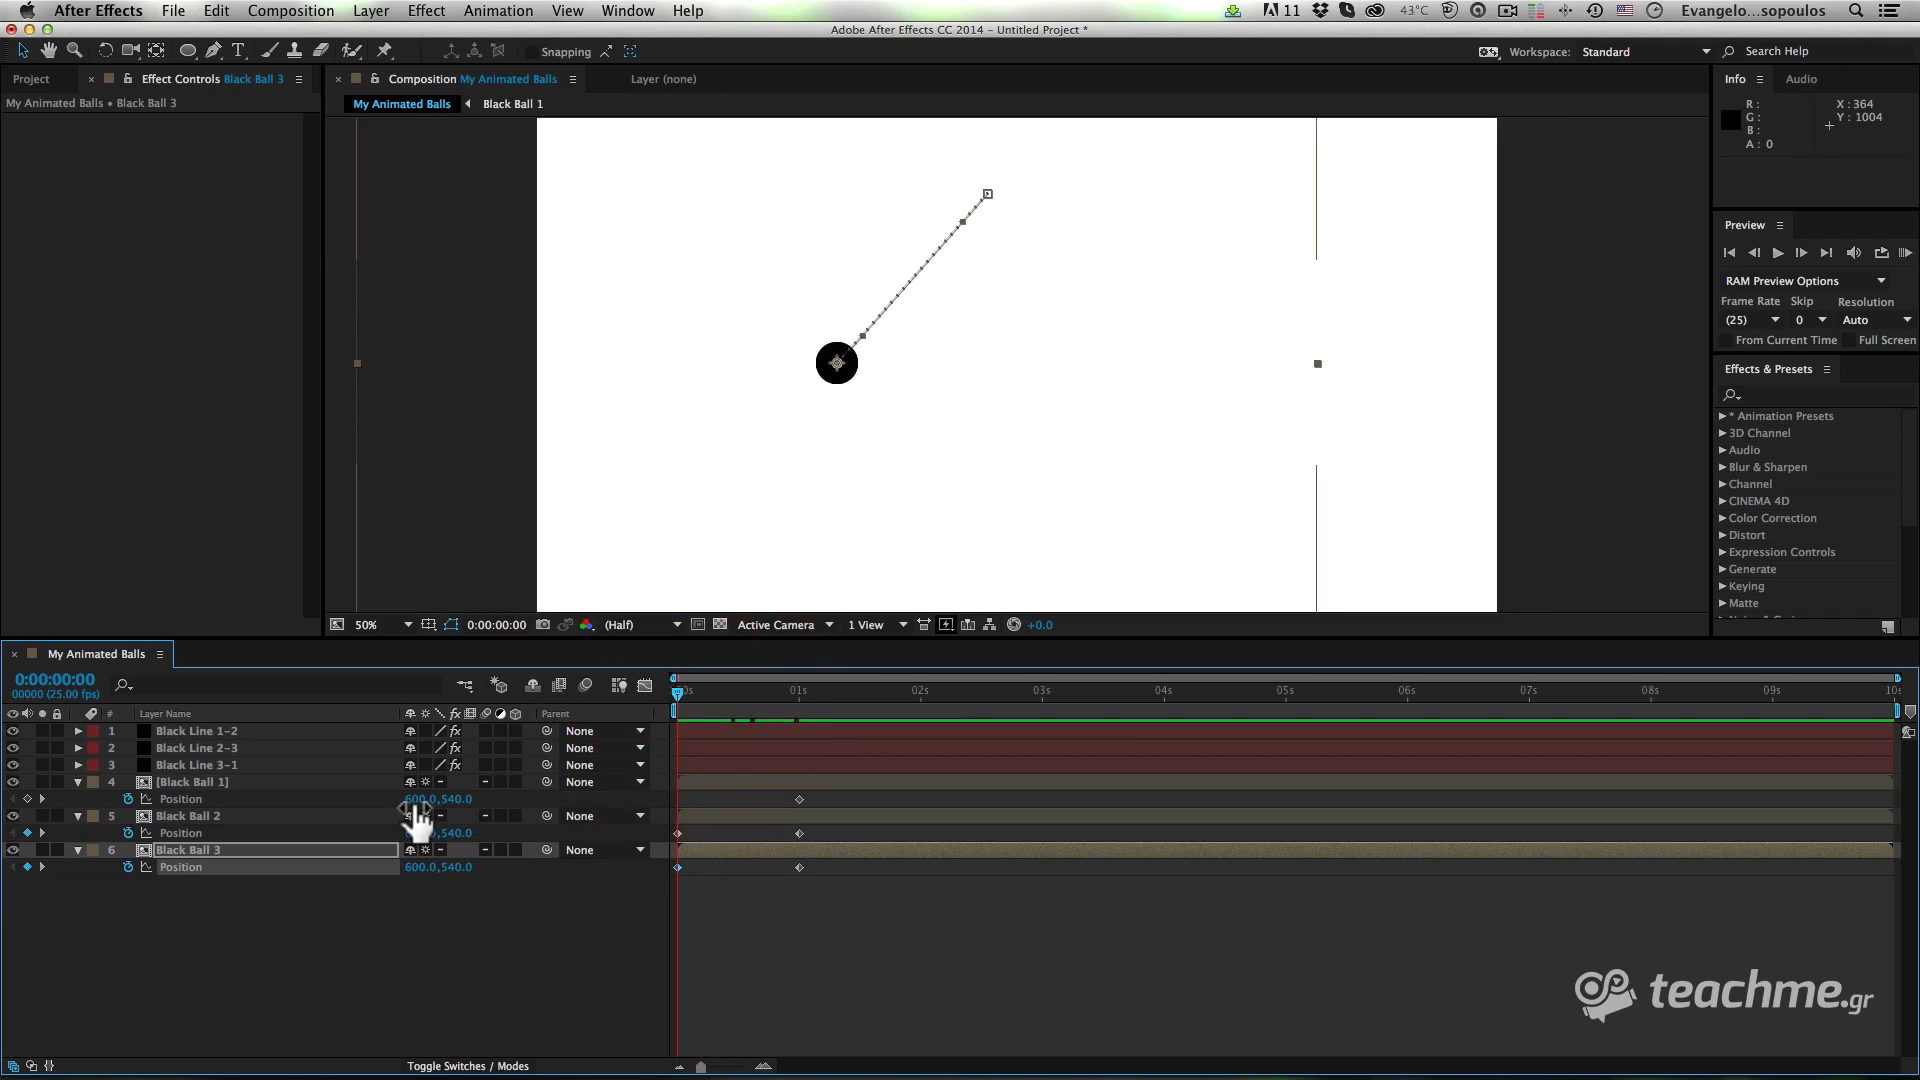 After Effects File Edit Composition Layer Effect Animation View Window Help 11 43°C Evangelo...sopoulos
Adobe After Effects CC 2014 – Untitled Project *
Snapping Workspace: Standard Search Help
Project × Effect Controls Black Ball 3 × Composition My Animated Balls Layer (none) Info Audio
My Animated Balls • Black Ball 3
My Animated Balls Black Ball 1
R: X : 364
G: Y : 1004
B :
A : 0
Preview
RAM Preview Options
Frame Rate Skip Resolution
(25) 0 Auto
From Current Time Full Screen
Effects & Presets
* Animation Presets
3D Channel
Audio
Blur & Sharpen
Channel
CINEMA 4D
Color Correction
Distort
Expression Controls
Generate
Keying
Matte
50% 0:00:00:00 (Half) Active Camera 1 View +0.0
× My Animated Balls
0:00:00:00
00000 (25.00 fps)
01s 02s 03s 04s 05s 06s 07s 08s 09s
# Layer Name fx Parent
1 Black Line 1-2 fx None
2 Black Line 2-3 fx None
3 Black Line 3-1 fx None
4 [Black Ball 1] None
Position 600.0,540.0
5 Black Ball 2 None
Position ,540.0
6 Black Ball 3 None
Position 600.0,540.0
teachme.gr
Toggle Switches / Modes